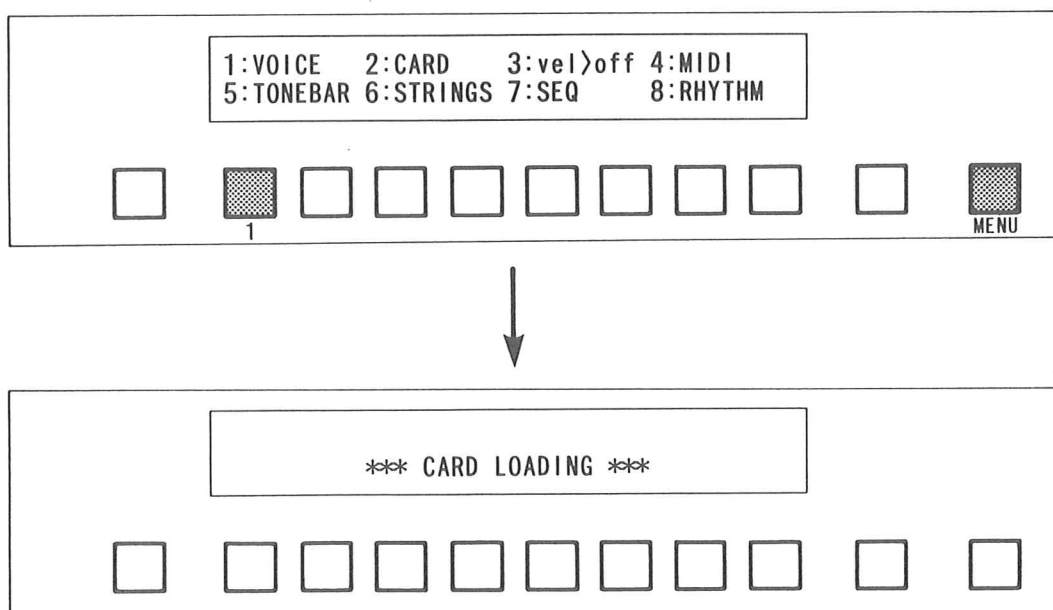 1:VOICE 2:CARD 3:vel>off 4:MIDI
5:TONEBAR 6:STRINGS 7:SEQ 8:RHYTHM
1
MENU
*** CARD LOADING ***